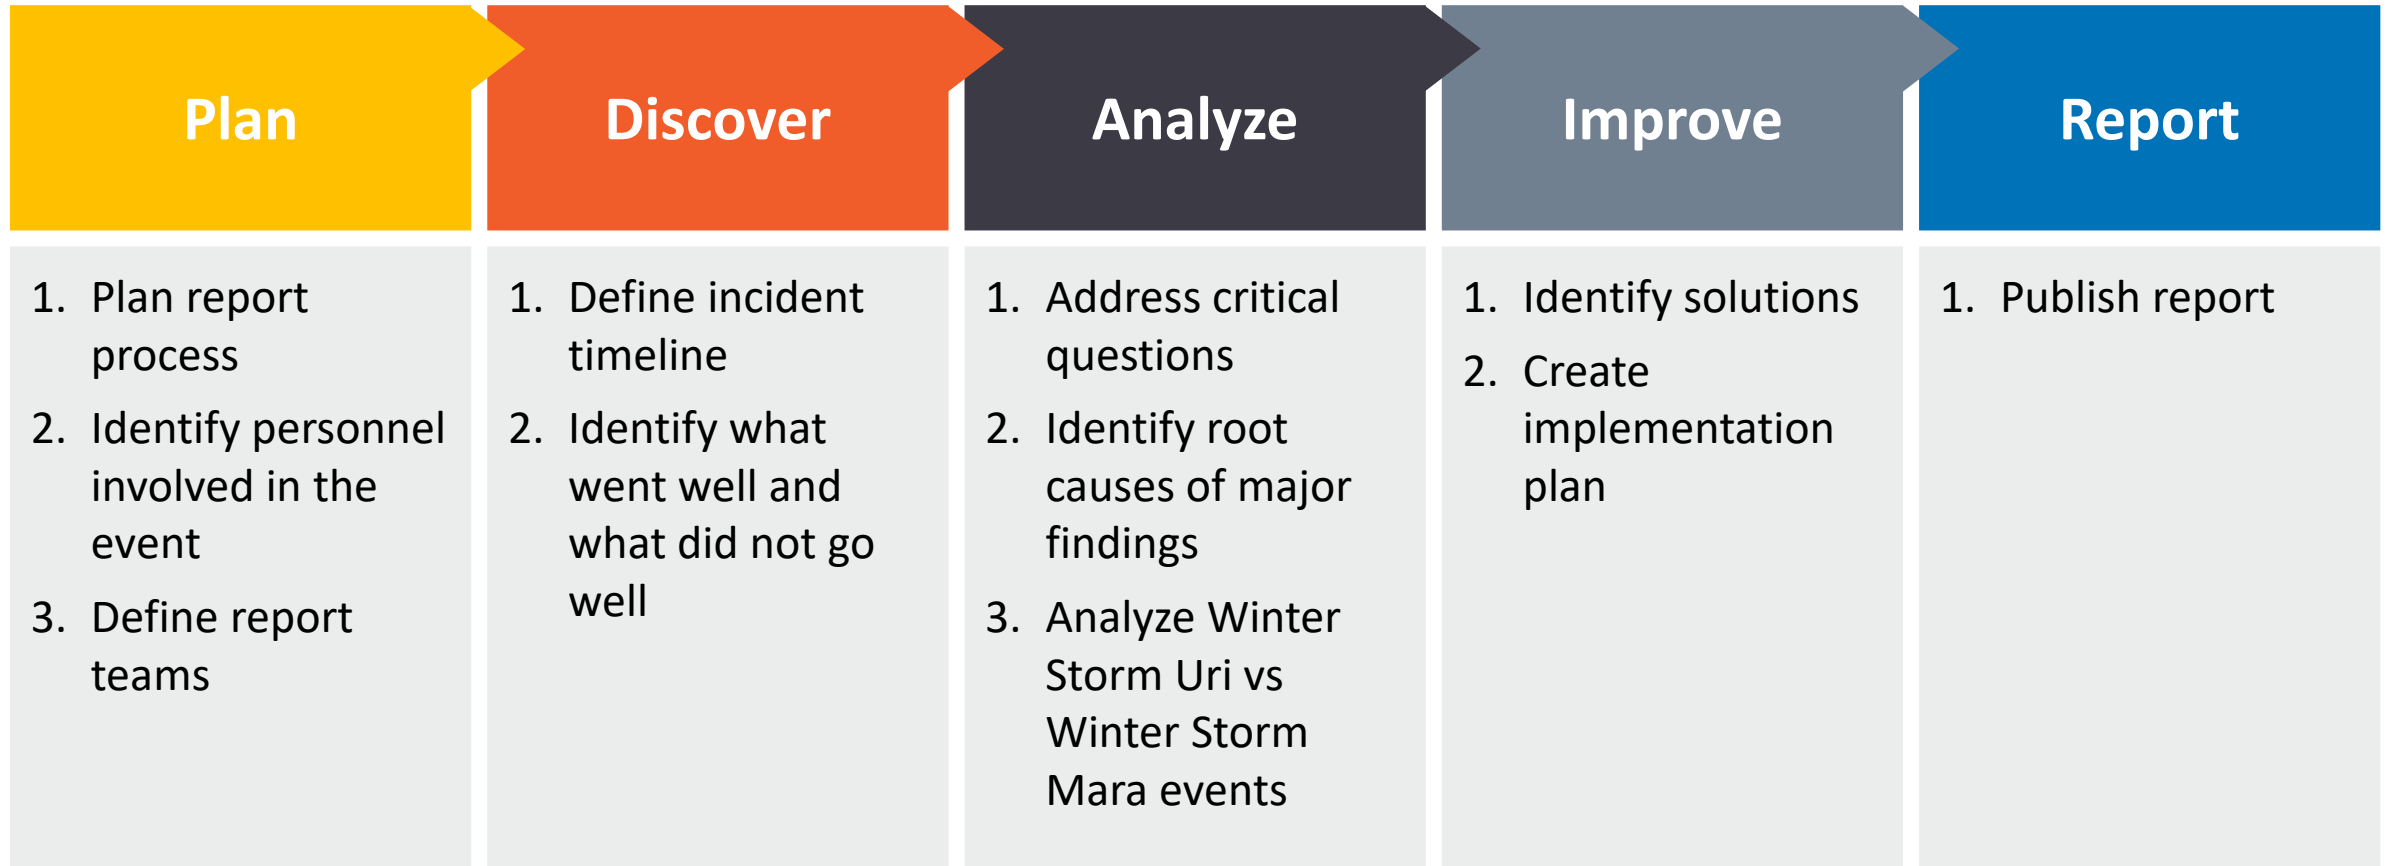 Plan
Discover
Analyze
Improve
Report
1. Plan report
process
2. Identify personnel
involved in the
event
3. Define report
teams
1. Define incident
timeline
2. Identify what
went well and
what did not go
well
1. Address critical
questions
2. Identify root
causes of major
findings
3. Analyze Winter
Storm Uri vs
Winter Storm
Mara events
1. Identify solutions
2. Create
implementation
plan
1. Publish report